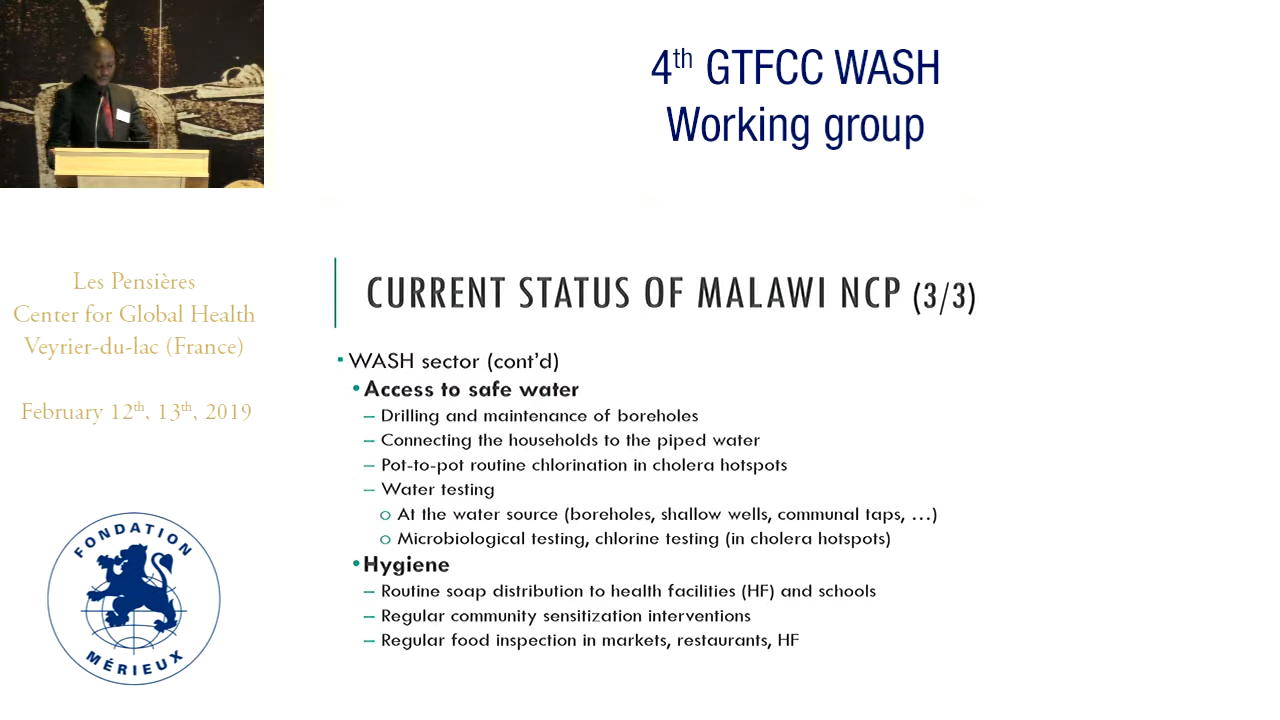 4th GTFCC WASH
Working group
Les Pensières
Center for Global Health
Veyrier-du-lac (France)
February 12th, 13th, 2019
FONDATION
MÉRIEUX
CURRENT STATUS OF MALAWI NCP (3/3)
▪ WASH sector (cont’d)
• Access to safe water
– Drilling and maintenance of boreholes
– Connecting the households to the piped water
– Pot-to-pot routine chlorination in cholera hotspots
– Water testing
o At the water source (boreholes, shallow wells, communal taps, …)
o Microbiological testing, chlorine testing (in cholera hotspots)
• Hygiene
– Routine soap distribution to health facilities (HF) and schools
– Regular community sensitization interventions
– Regular food inspection in markets, restaurants, HF